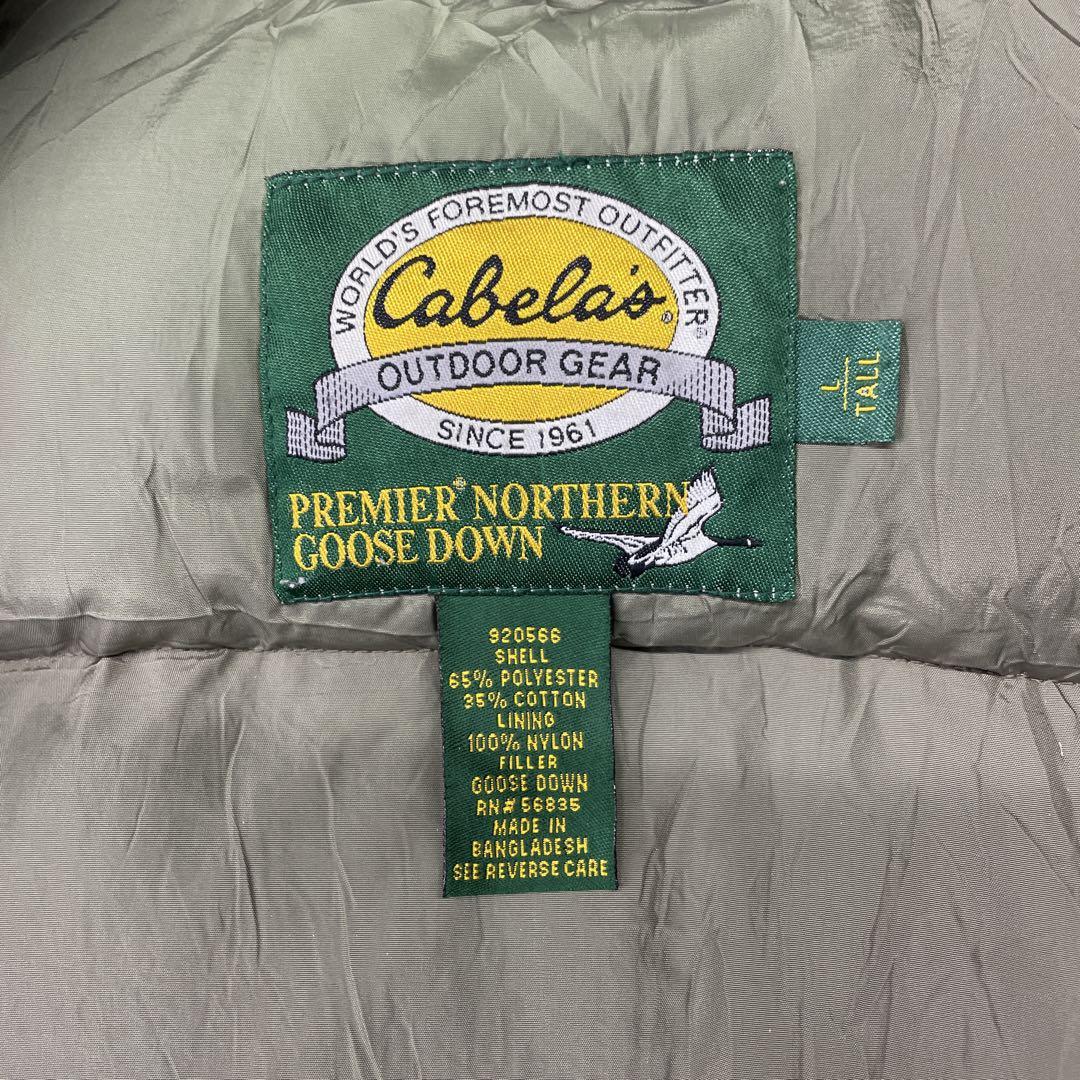 WORLD'S FOREMOST OUTFITTER®
Cabela's®
OUTDOOR GEAR
SINCE 1961
PREMIER® NORTHERN
GOOSE DOWN
L
TALL
920566
SHELL
65% POLYESTER
35% COTTON
LINING
100% NYLON
FILLER
GOOSE DOWN
RN# 56835
MADE IN
BANGLADESH
SEE REVERSE CARE